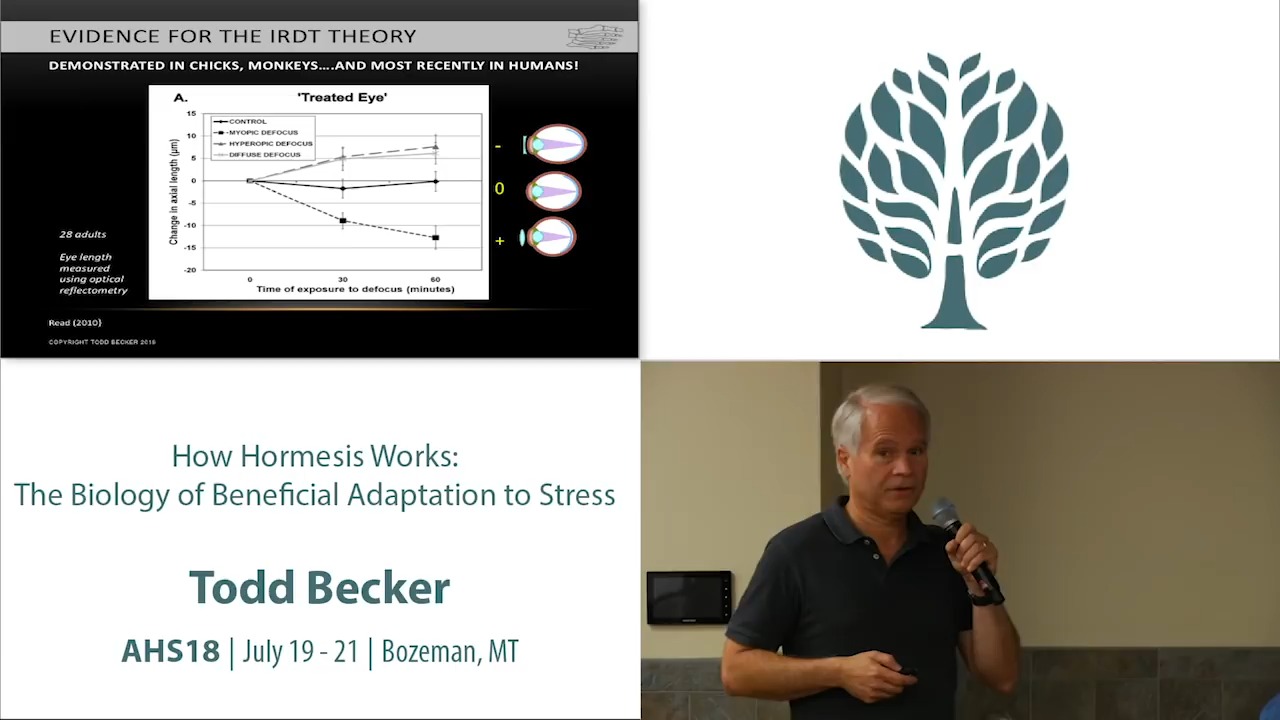 EVIDENCE FOR THE IRDT THEORY
DEMONSTRATED IN CHICKS, MONKEYS....AND MOST RECENTLY IN HUMANS!
A.
'Treated Eye'
CONTROL
MYOPIC DEFOCUS
HYPEROPIC DEFOCUS
DIFFUSE DEFOCUS
Change in axial length (µm)
15
10
5
0
-5
-10
-15
-20
0
30
60
Time of exposure to defocus (minutes)
-
0
+
28 adults
Eye length
measured
using optical
reflectometry
Read (2010)
COPYRIGHT TODD BECKER 2018
How Hormesis Works:
The Biology of Beneficial Adaptation to Stress
Todd Becker
AHS18 | July 19 - 21 | Bozeman, MT